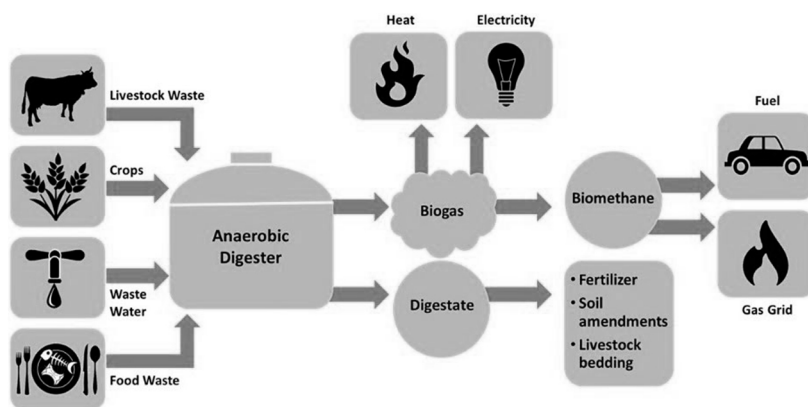 Heat
Electricity
Livestock Waste
Fuel
Crops
Anaerobic
Digester
Biogas
Biomethane
Waste
Water
Digestate
• Fertilizer
• Soil
amendments
• Livestock
bedding
Gas Grid
Food Waste